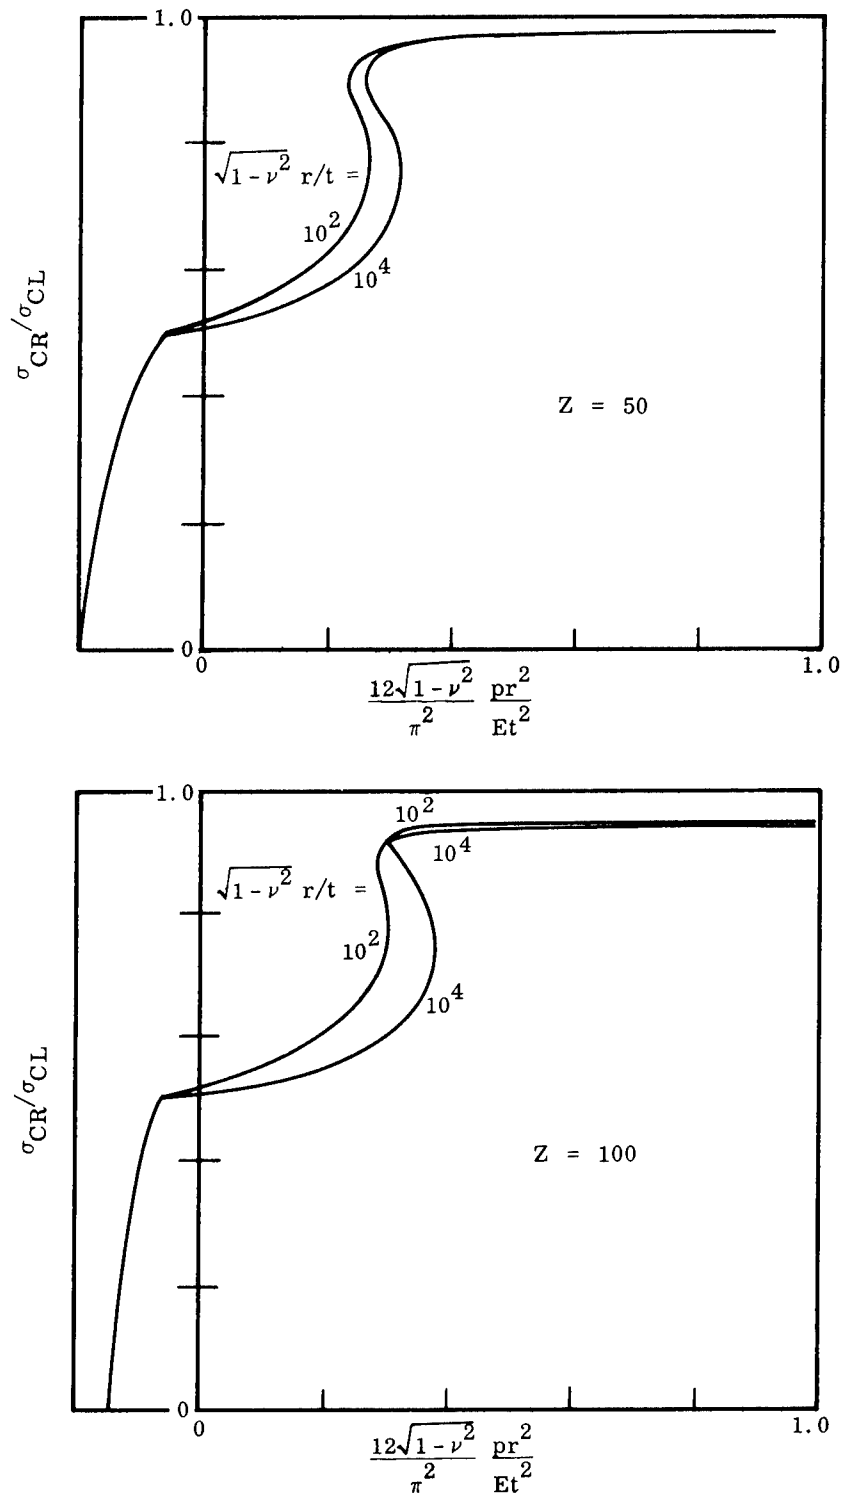 1.0
√1 - ν² r/t =
10²
10⁴
σCR/σCL
Z = 50
0
0
1.0
12√1 - ν² pr²
π² Et²
1.0
10²
10⁴
√1 - ν² r/t =
10²
10⁴
σCR/σCL
Z = 100
0
0
1.0
12√1 - ν² pr²
π² Et²